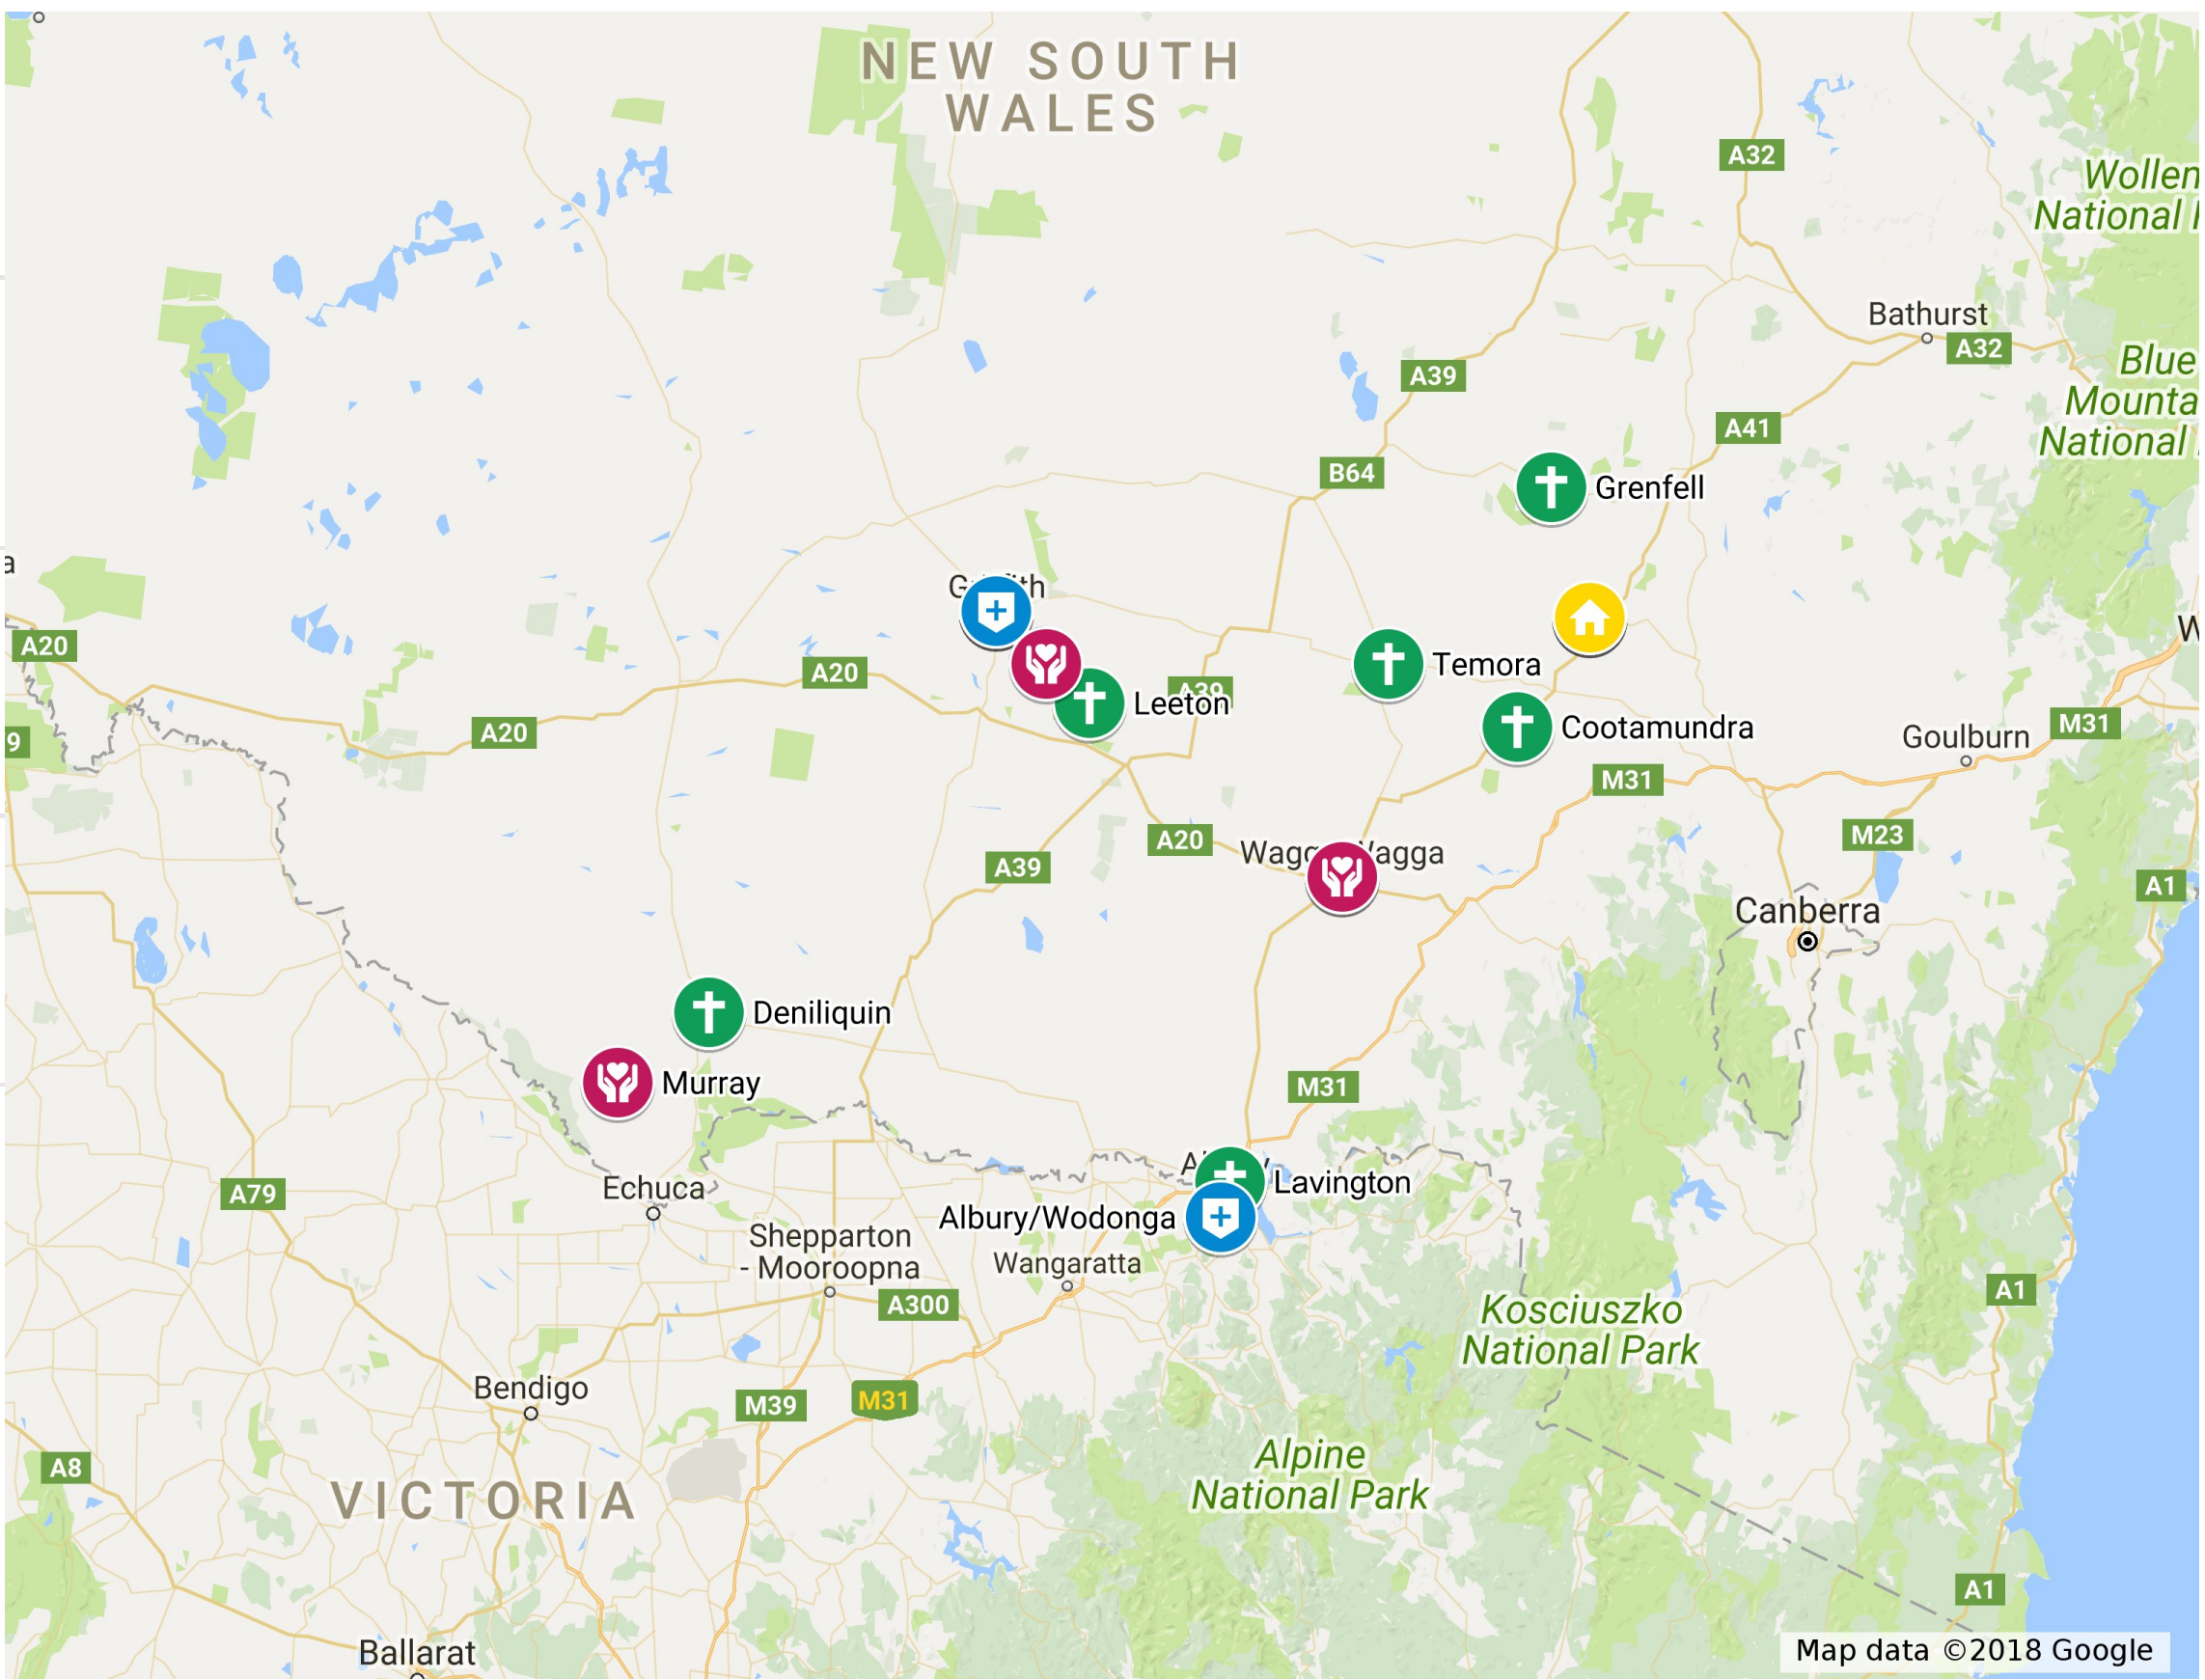 NEW SOUTH
WALES
A32
Wollen
National
Bathurst
A32
Blue
Mounta
National
A39
A41
B64
Grenfell
a
A20
A20
A39
Temora
Leeton
Cootamundra
A20
9
Goulburn
M31
M31
A20
M23
A39
A1
Canberra
Deniliquin
Murray
M31
Echuca
A79
Lavington
Albury/Wodonga
Shepparton
- Mooroopna
Wangaratta
A300
A1
Kosciuszko
National Park
Bendigo
M39
M31
Alpine
National Park
A8
VICTORIA
A1
Ballarat
Map data ©2018 Google